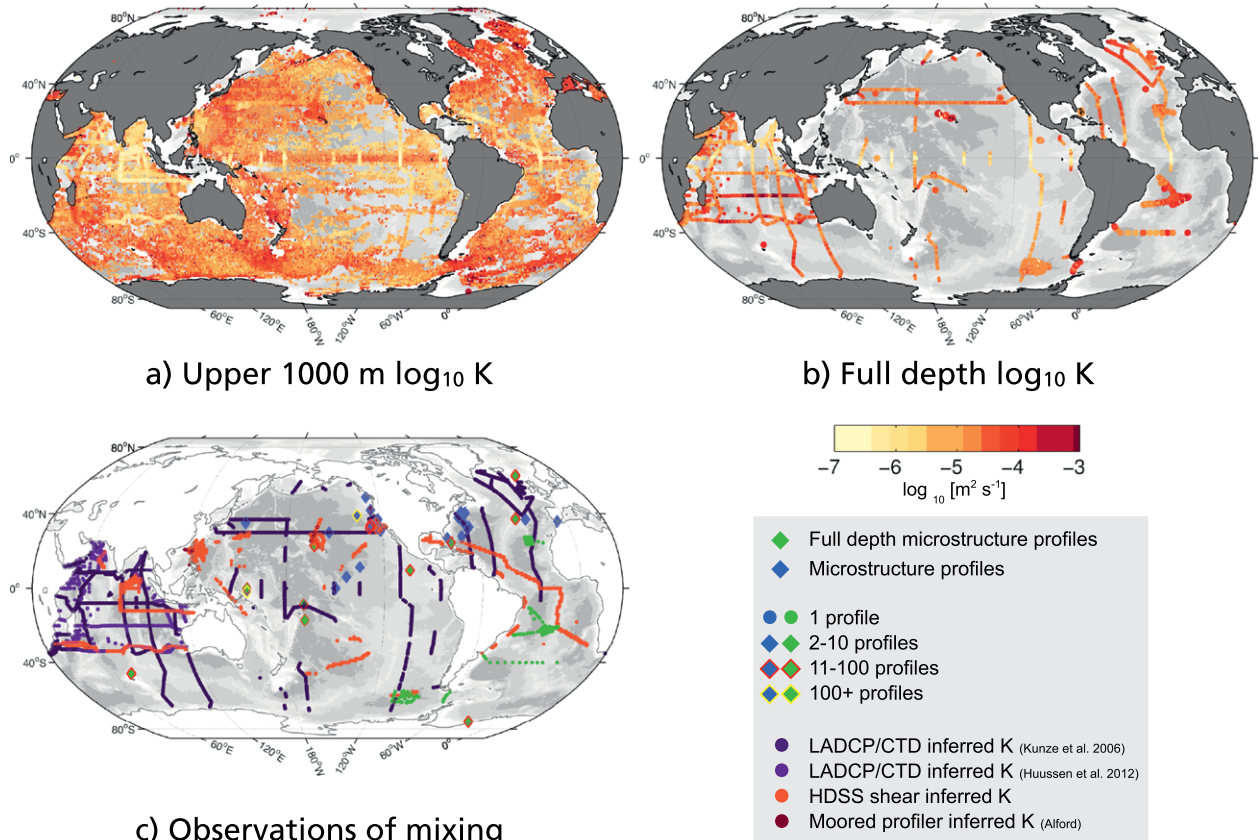 80°N
80°N
40°N
40°N
0°
0°
40°S
40°S
80°S
80°S
60°E 120°E 180°W 120°W 60°W 0°
60°E 120°E 180°W 120°W 60°W 0°
a) Upper 1000 m log₁₀ K
b) Full depth log₁₀ K
−7 −6 −5 −4 −3
log ₁₀ [m² s⁻¹]
80°N
40°N
0°
40°S
80°S
60°E 120°E 180°W 120°W 60°W 0°
c) Observations of mixing
Full depth microstructure profiles
Microstructure profiles
1 profile
2-10 profiles
11-100 profiles
100+ profiles
LADCP/CTD inferred K (Kunze et al. 2006)
LADCP/CTD inferred K (Huussen et al. 2012)
HDSS shear inferred K
Moored profiler inferred K (Alford)